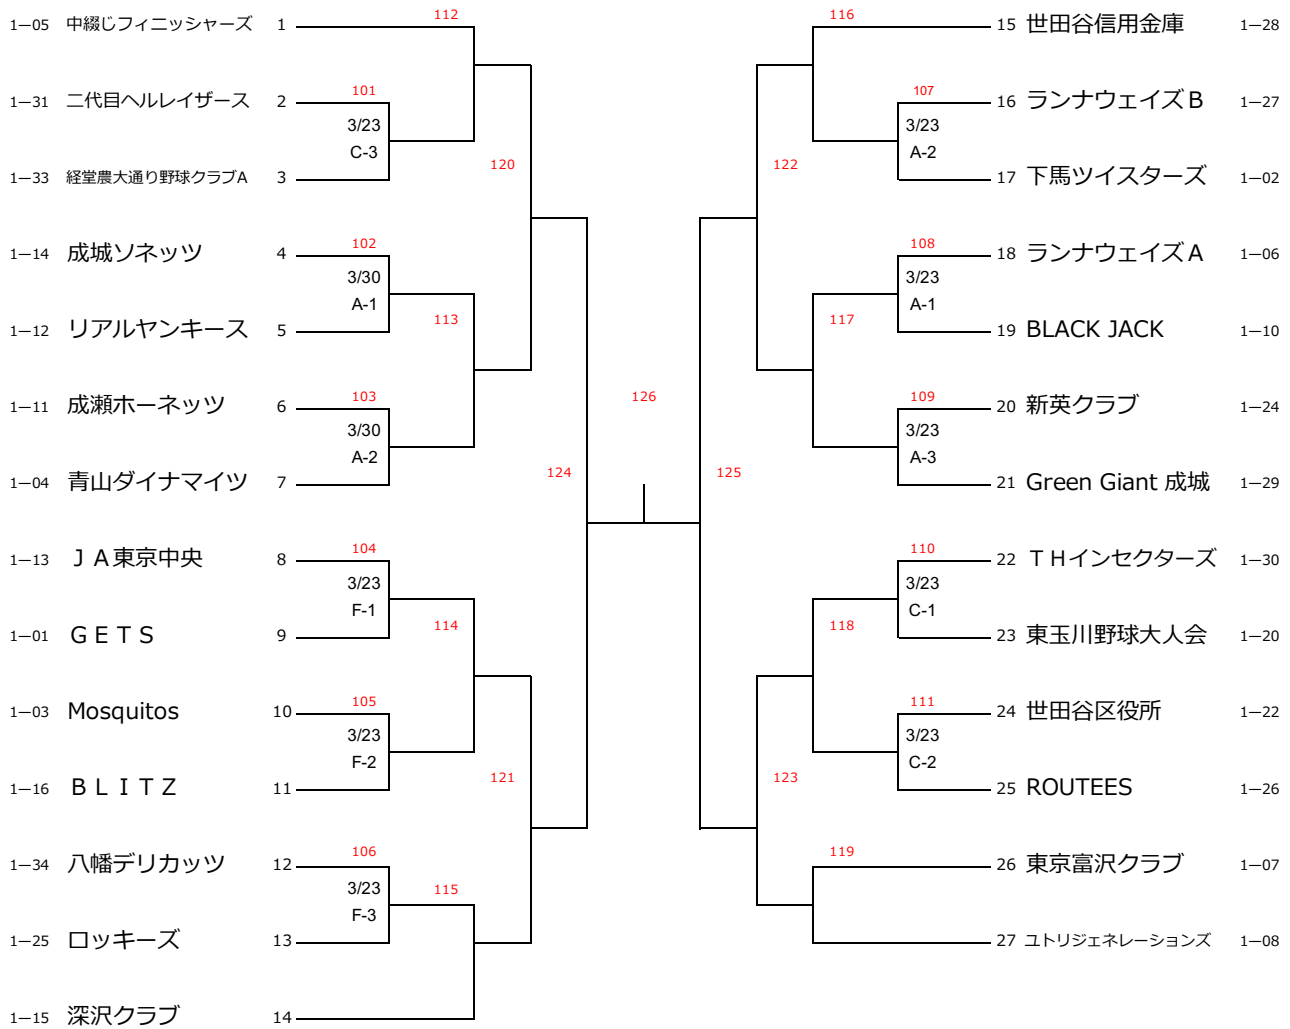 1—05 中綴じフィニッシャーズ 1
112
1—31 二代目ヘルレイザース 2
101
3/23
C-3
1—33 経堂農大通り野球クラブA 3
120
1—14 成城ソネッツ 4
102
3/30
A-1
1—12 リアルヤンキース 5
113
1—11 成瀬ホーネッツ 6
103
3/30
A-2
1—04 青山ダイナマイツ 7
124
1—13 ＪＡ東京中央 8
104
3/23
F-1
1—01 ＧＥＴＳ 9
114
1—03 Mosquitos 10
105
3/23
F-2
1—16 ＢＬＩＴＺ 11
121
1—34 八幡デリカッツ 12
106
3/23
F-3
115
1—25 ロッキーズ 13
1—15 深沢クラブ 14
126
116
15 世田谷信用金庫 1—28
107
16 ランナウェイズＢ 1—27
3/23
A-2
122
17 下馬ツイスターズ 1—02
108
18 ランナウェイズＡ 1—06
3/23
A-1
117
19 BLACK JACK 1—10
109
20 新英クラブ 1—24
3/23
A-3
125
21 Green Giant 成城 1—29
110
22 ＴＨインセクターズ 1—30
3/23
C-1
118
23 東玉川野球大人会 1—20
111
24 世田谷区役所 1—22
3/23
C-2
123
25 ROUTEES 1—26
119
26 東京富沢クラブ 1—07
27 ユトリジェネレーションズ 1—08